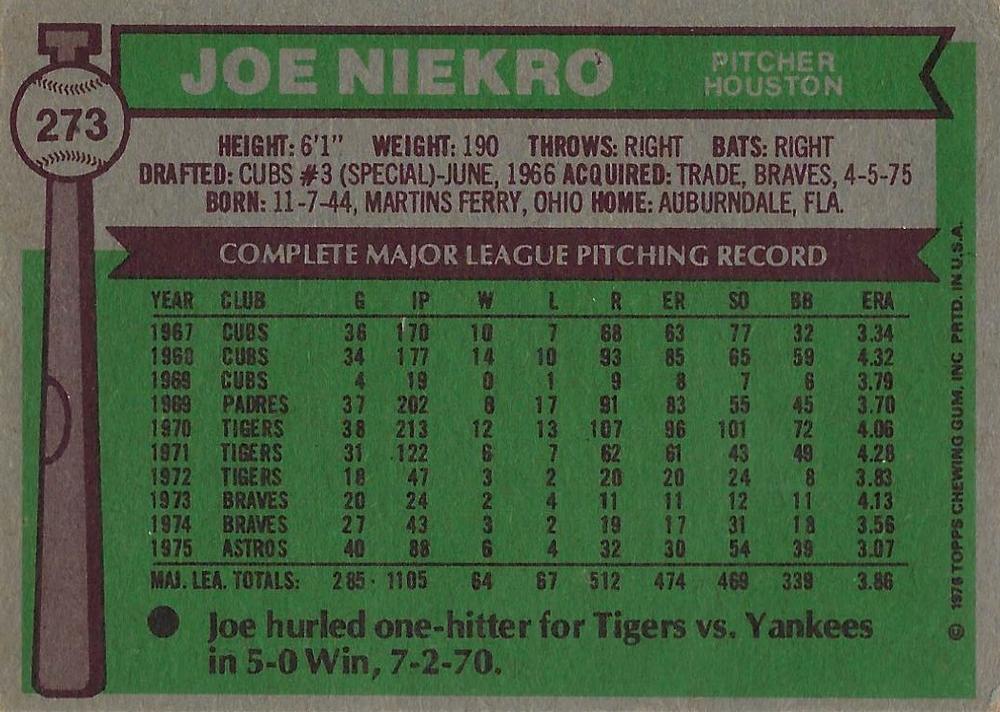 273
JOE NIEKRO
PITCHER
HOUSTON
HEIGHT: 6'1" WEIGHT: 190 THROWS: RIGHT BATS: RIGHT
DRAFTED: CUBS #3 (SPECIAL)-JUNE, 1966 ACQUIRED: TRADE, BRAVES, 4-5-75
BORN: 11-7-44, MARTINS FERRY, OHIO HOME: AUBURNDALE, FLA.
COMPLETE MAJOR LEAGUE PITCHING RECORD
YEAR CLUB G IP W L R ER SO BB ERA
1967 CUBS 36 170 10 7 68 63 77 32 3.34
1968 CUBS 34 177 14 10 93 85 65 59 4.32
1969 CUBS 4 19 0 1 9 8 7 6 3.79
1969 PADRES 37 202 8 17 91 83 55 45 3.70
1970 TIGERS 38 213 12 13 107 96 101 72 4.06
1971 TIGERS 31 122 6 7 62 61 43 49 4.28
1972 TIGERS 18 47 3 2 20 20 24 8 3.83
1973 BRAVES 20 24 2 4 11 11 12 11 4.13
1974 BRAVES 27 43 3 2 19 17 31 18 3.56
1975 ASTROS 40 88 6 4 32 30 54 39 3.07
MAJ. LEA. TOTALS: 285 1105 64 67 512 474 469 339 3.86
Joe hurled one-hitter for Tigers vs. Yankees
in 5-0 Win, 7-2-70.
© 1976 TOPPS CHEWING GUM, INC PRTD. IN U.S.A.